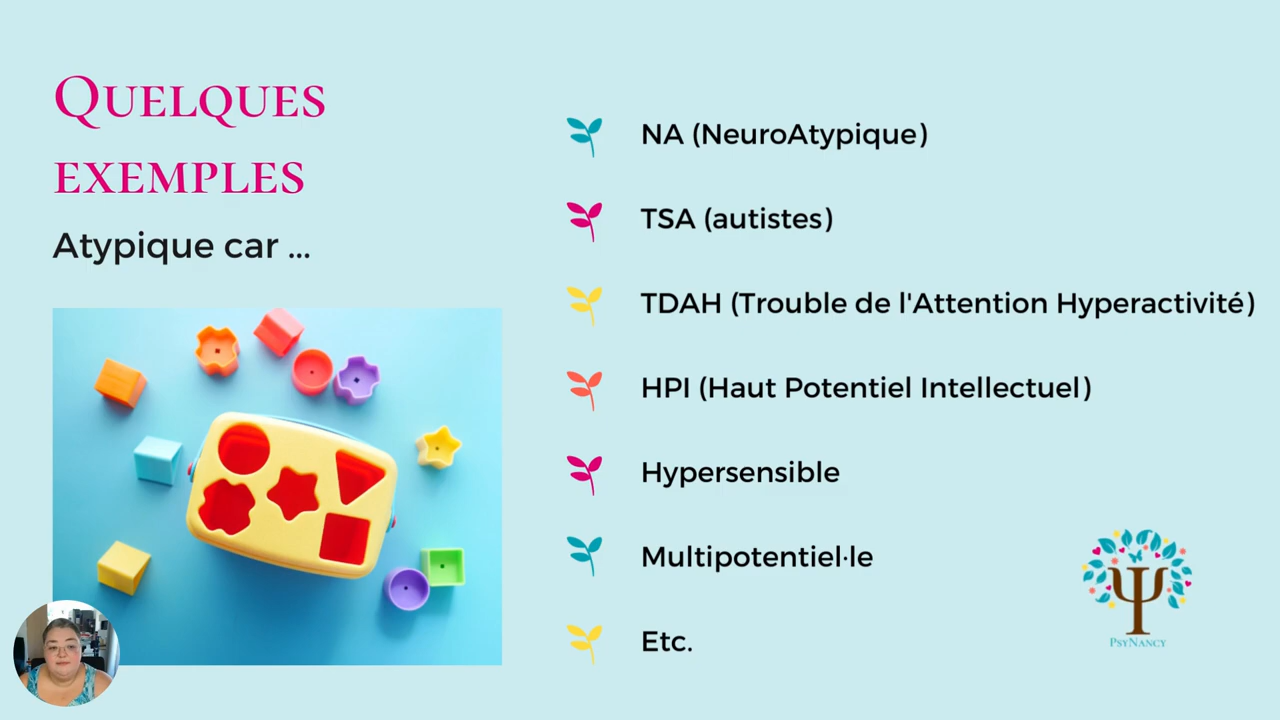 Quelques
exemples
Atypique car ...
NA (NeuroAtypique)
TSA (autistes)
TDAH (Trouble de l'Attention Hyperactivité)
HPI (Haut Potentiel Intellectuel)
Hypersensible
Multipotentiel·le
Etc.
Ψ
PsyNancy